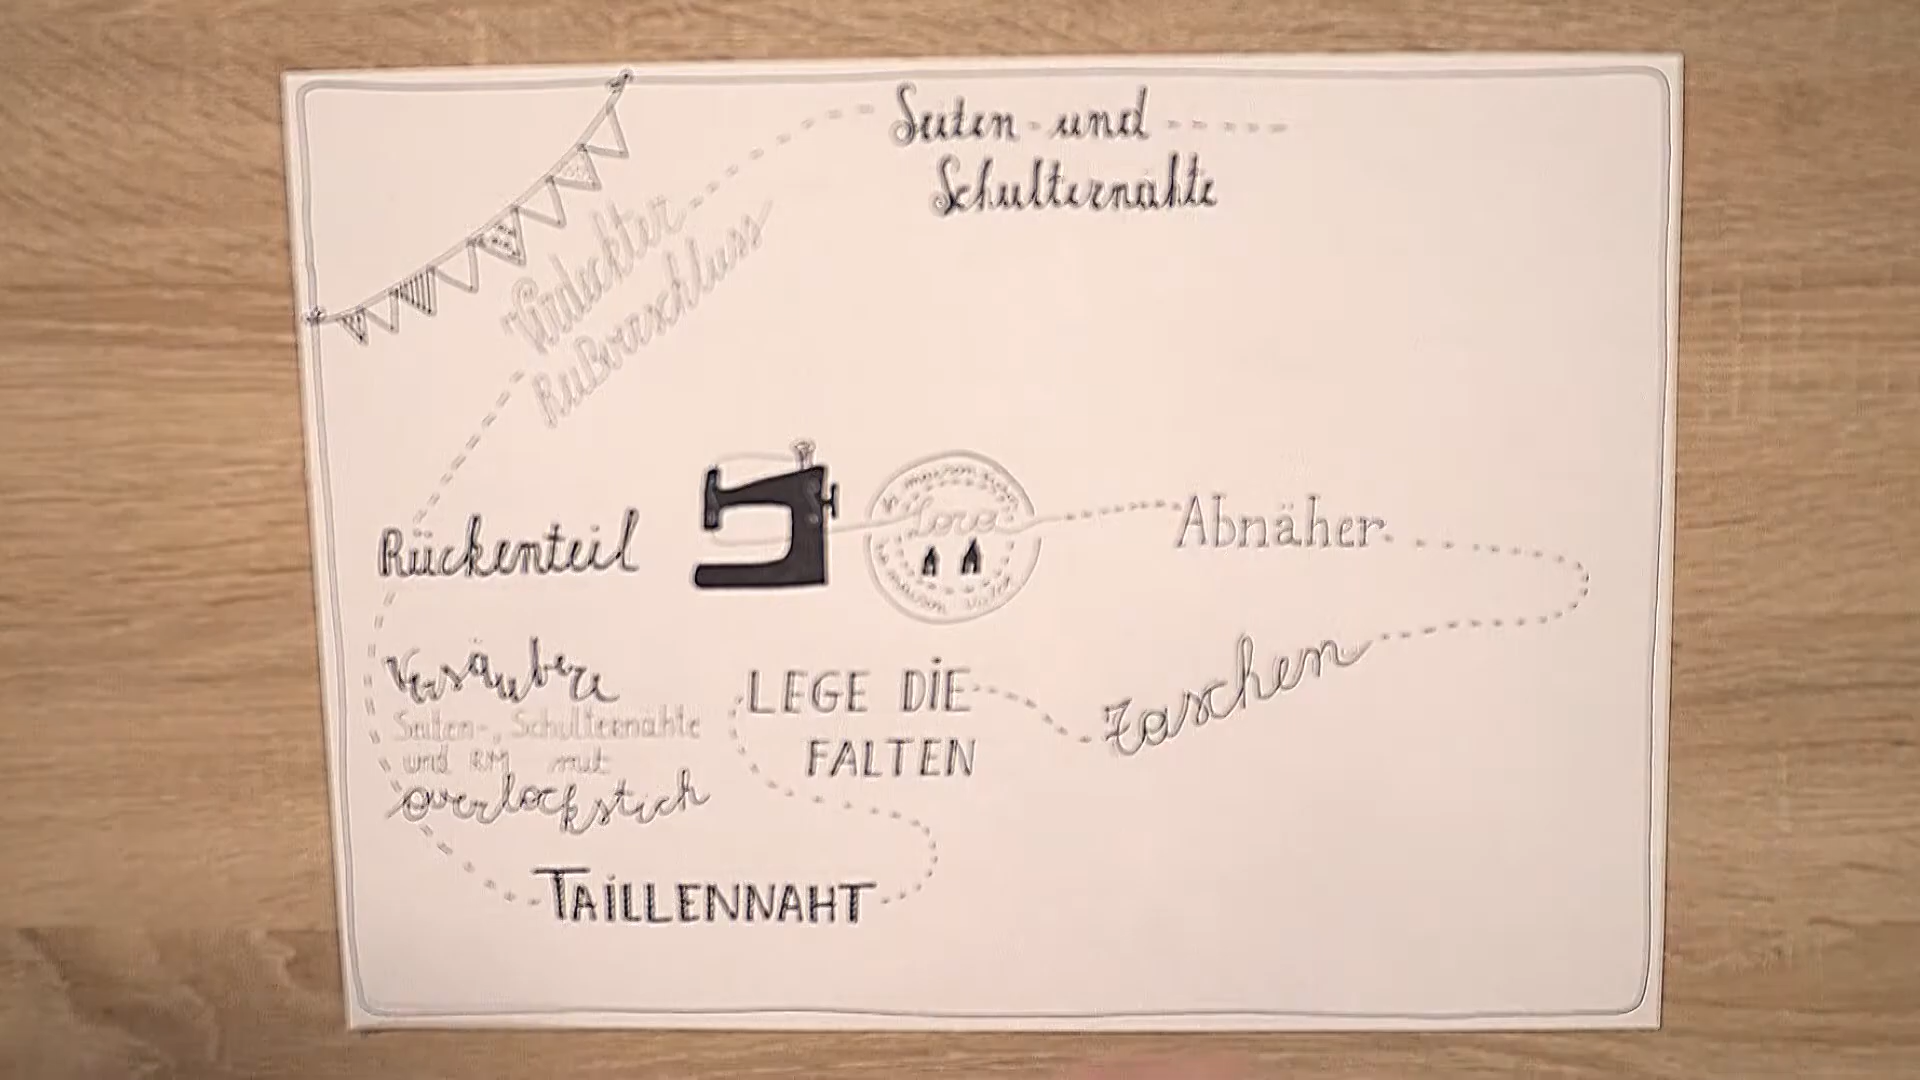 Seiten- und
Schulternähte
Verdeckter
Reißverschluss
Rückenteil
Lora
Abnäher
Taschen
LEGE DIE
FALTEN
Versäubere
Seiten-, Schulternähte
und RM mit
Overlockstich
TAILLENNAHT